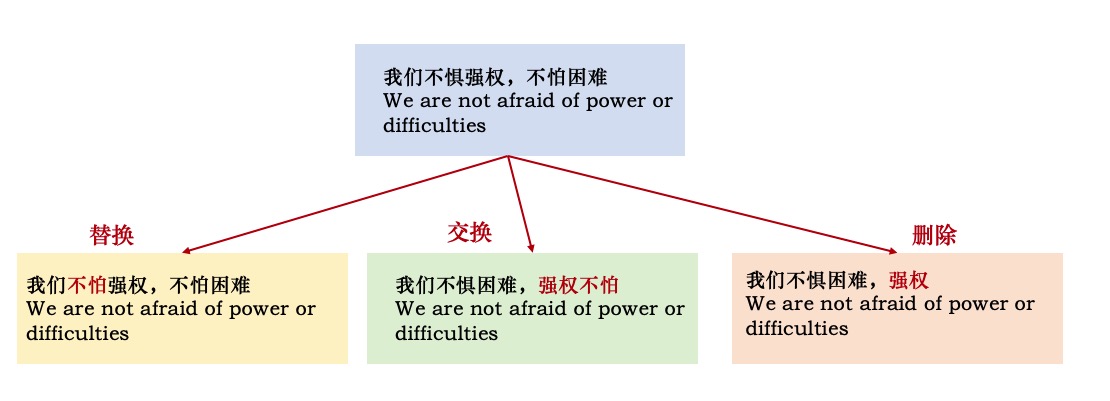 我们不惧强权，不怕困难
We are not afraid of power or
difficulties
替换
交换
删除
我们不怕强权，不怕困难
We are not afraid of power or
difficulties
我们不惧困难，强权不怕
We are not afraid of power or
difficulties
我们不惧困难，强权
We are not afraid of power or
difficulties